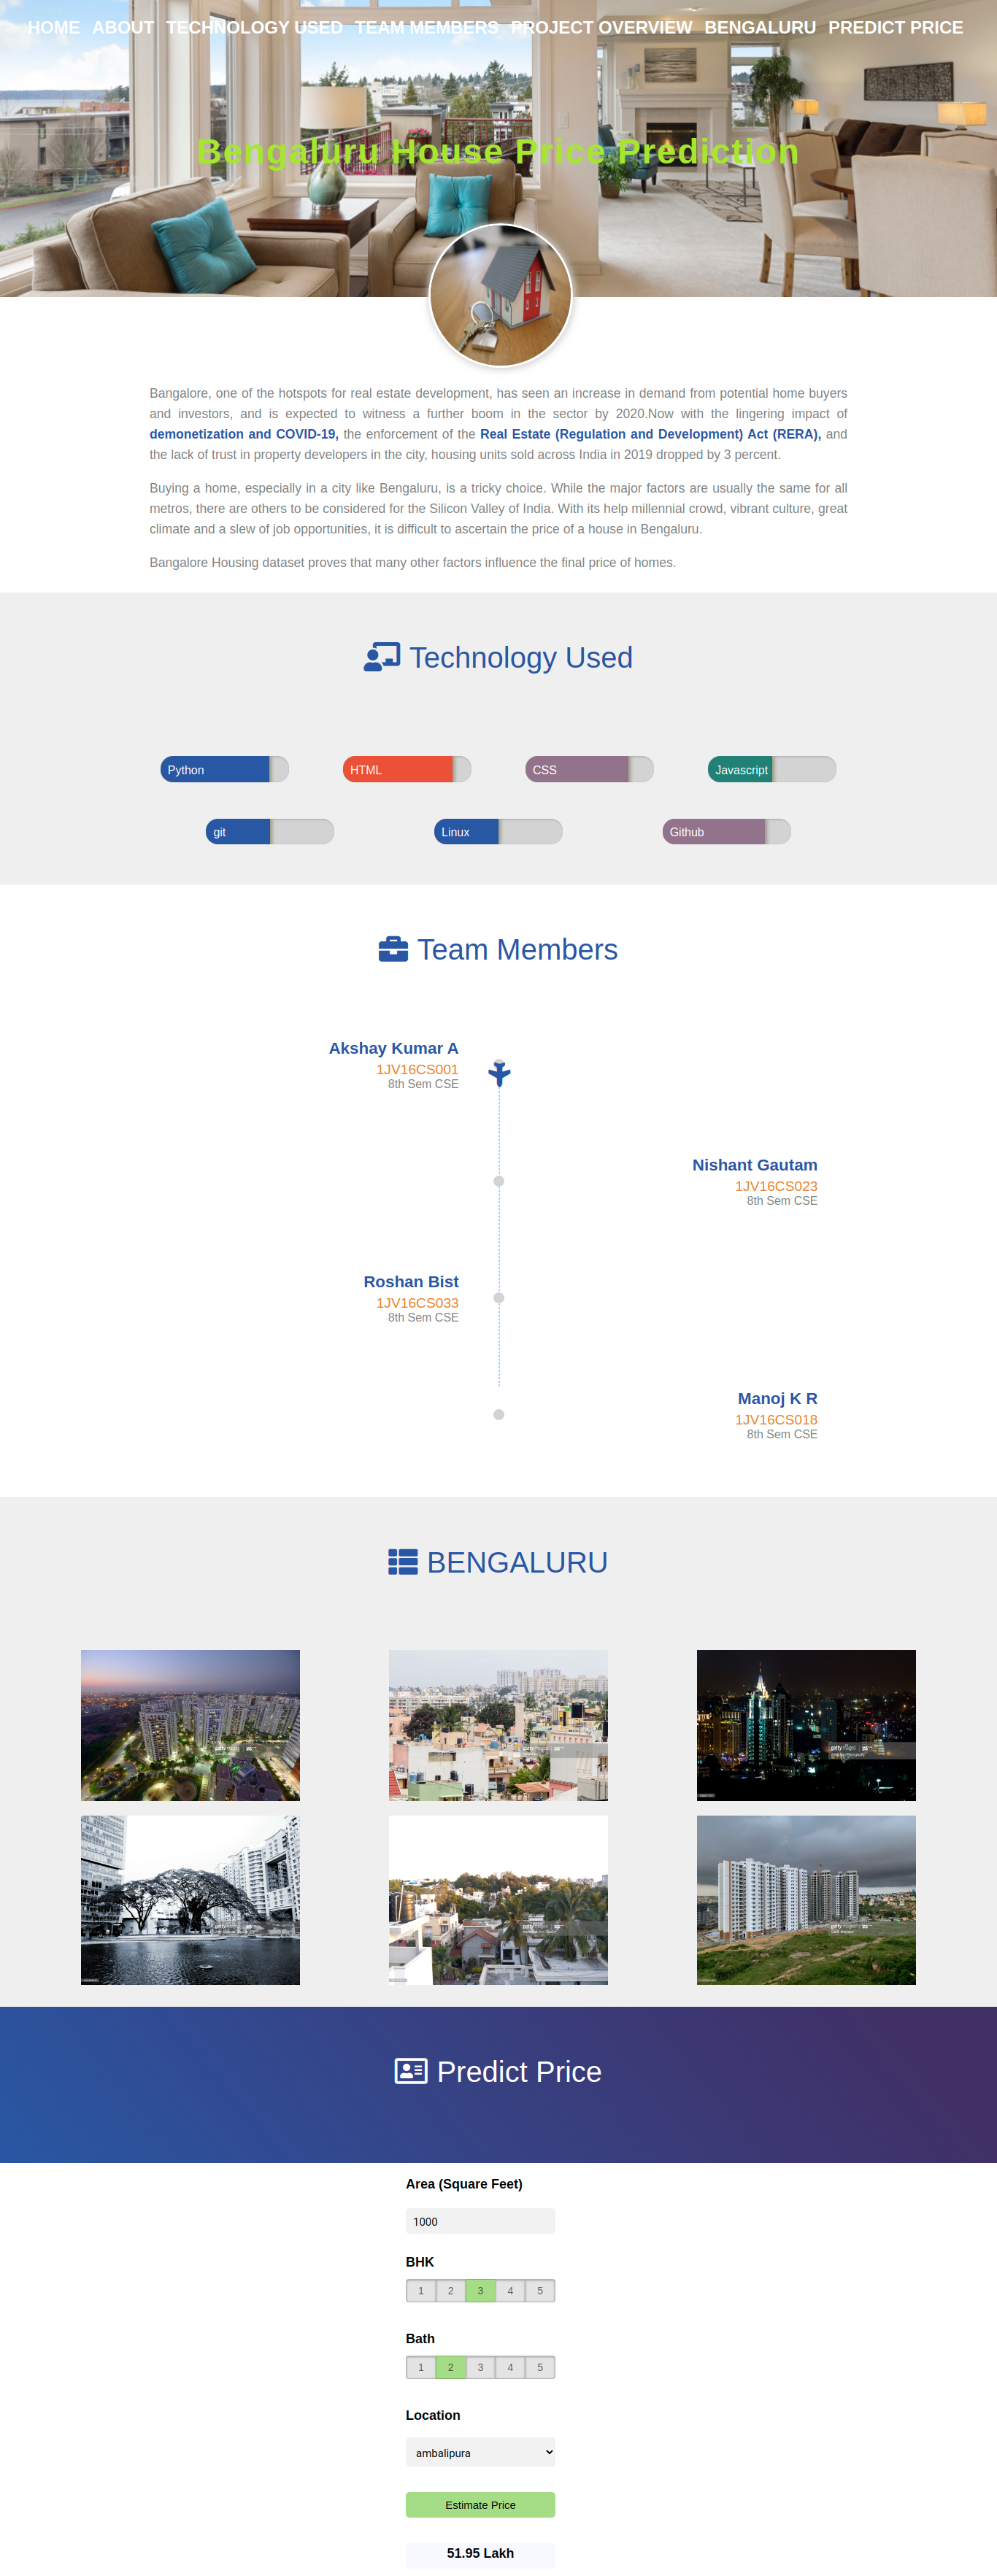 HOME ABOUT TECHNOLOGY USED TEAM MEMBERS PROJECT OVERVIEW BENGALURU PREDICT PRICE
Bengaluru House Price Prediction
Bangalore, one of the hotspots for real estate development, has seen an increase in demand from potential home buyers
and investors, and is expected to witness a further boom in the sector by 2020.Now with the lingering impact of
demonetization and COVID-19, the enforcement of the Real Estate (Regulation and Development) Act (RERA), and
the lack of trust in property developers in the city, housing units sold across India in 2019 dropped by 3 percent.
Buying a home, especially in a city like Bengaluru, is a tricky choice. While the major factors are usually the same for all
metros, there are others to be considered for the Silicon Valley of India. With its help millennial crowd, vibrant culture, great
climate and a slew of job opportunities, it is difficult to ascertain the price of a house in Bengaluru.
Bangalore Housing dataset proves that many other factors influence the final price of homes.
Technology Used
Python HTML CSS Javascript
git Linux Github
Team Members
Akshay Kumar A
1JV16CS001
8th Sem CSE
Nishant Gautam
1JV16CS023
8th Sem CSE
Roshan Bist
1JV16CS033
8th Sem CSE
Manoj K R
1JV16CS018
8th Sem CSE
BENGALURU
Predict Price
Area (Square Feet)
1000
BHK
1 2 3 4 5
Bath
1 2 3 4 5
Location
ambalipura
Estimate Price
51.95 Lakh